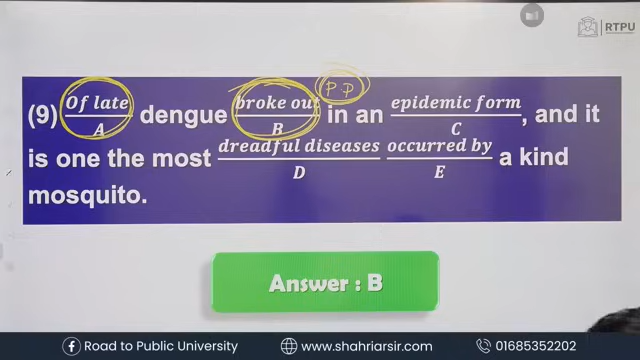 RTPU
P P
(9) Of late dengue broke out in an epidemic form, and it
A B C
is one the most dreadful diseases occurred by a kind
D E
mosquito.
Answer : B
Road to Public University www.shahriarsir.com 01685352202